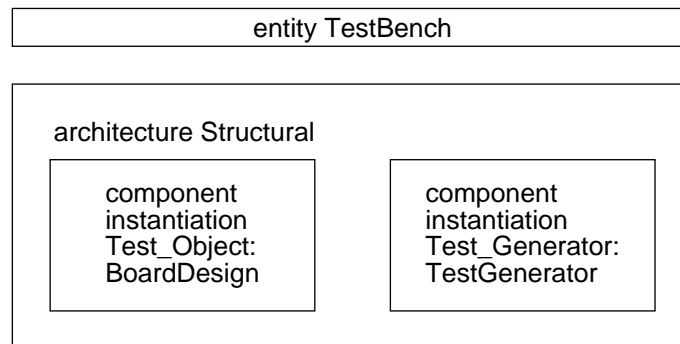 entity TestBench
architecture Structural
component
instantiation
Test_Object:
BoardDesign
component
instantiation
Test_Generator:
TestGenerator